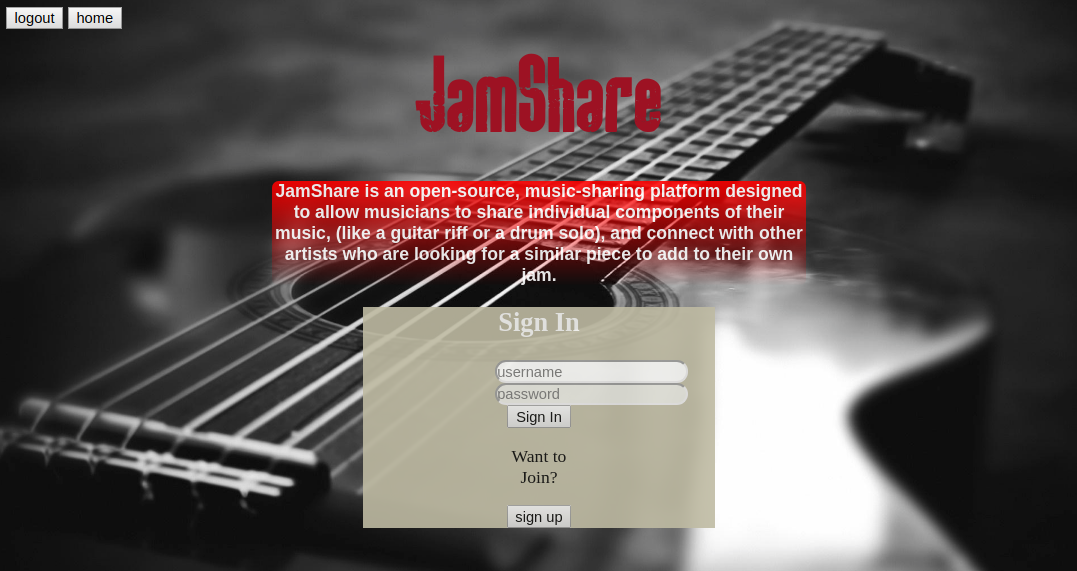 logout home
JamShare
JamShare is an open-source, music-sharing platform designed
to allow musicians to share individual components of their
music, (like a guitar riff or a drum solo), and connect with other
artists who are looking for a similar piece to add to their own
jam.
Sign In
username
password
Sign In
Want to
Join?
sign up